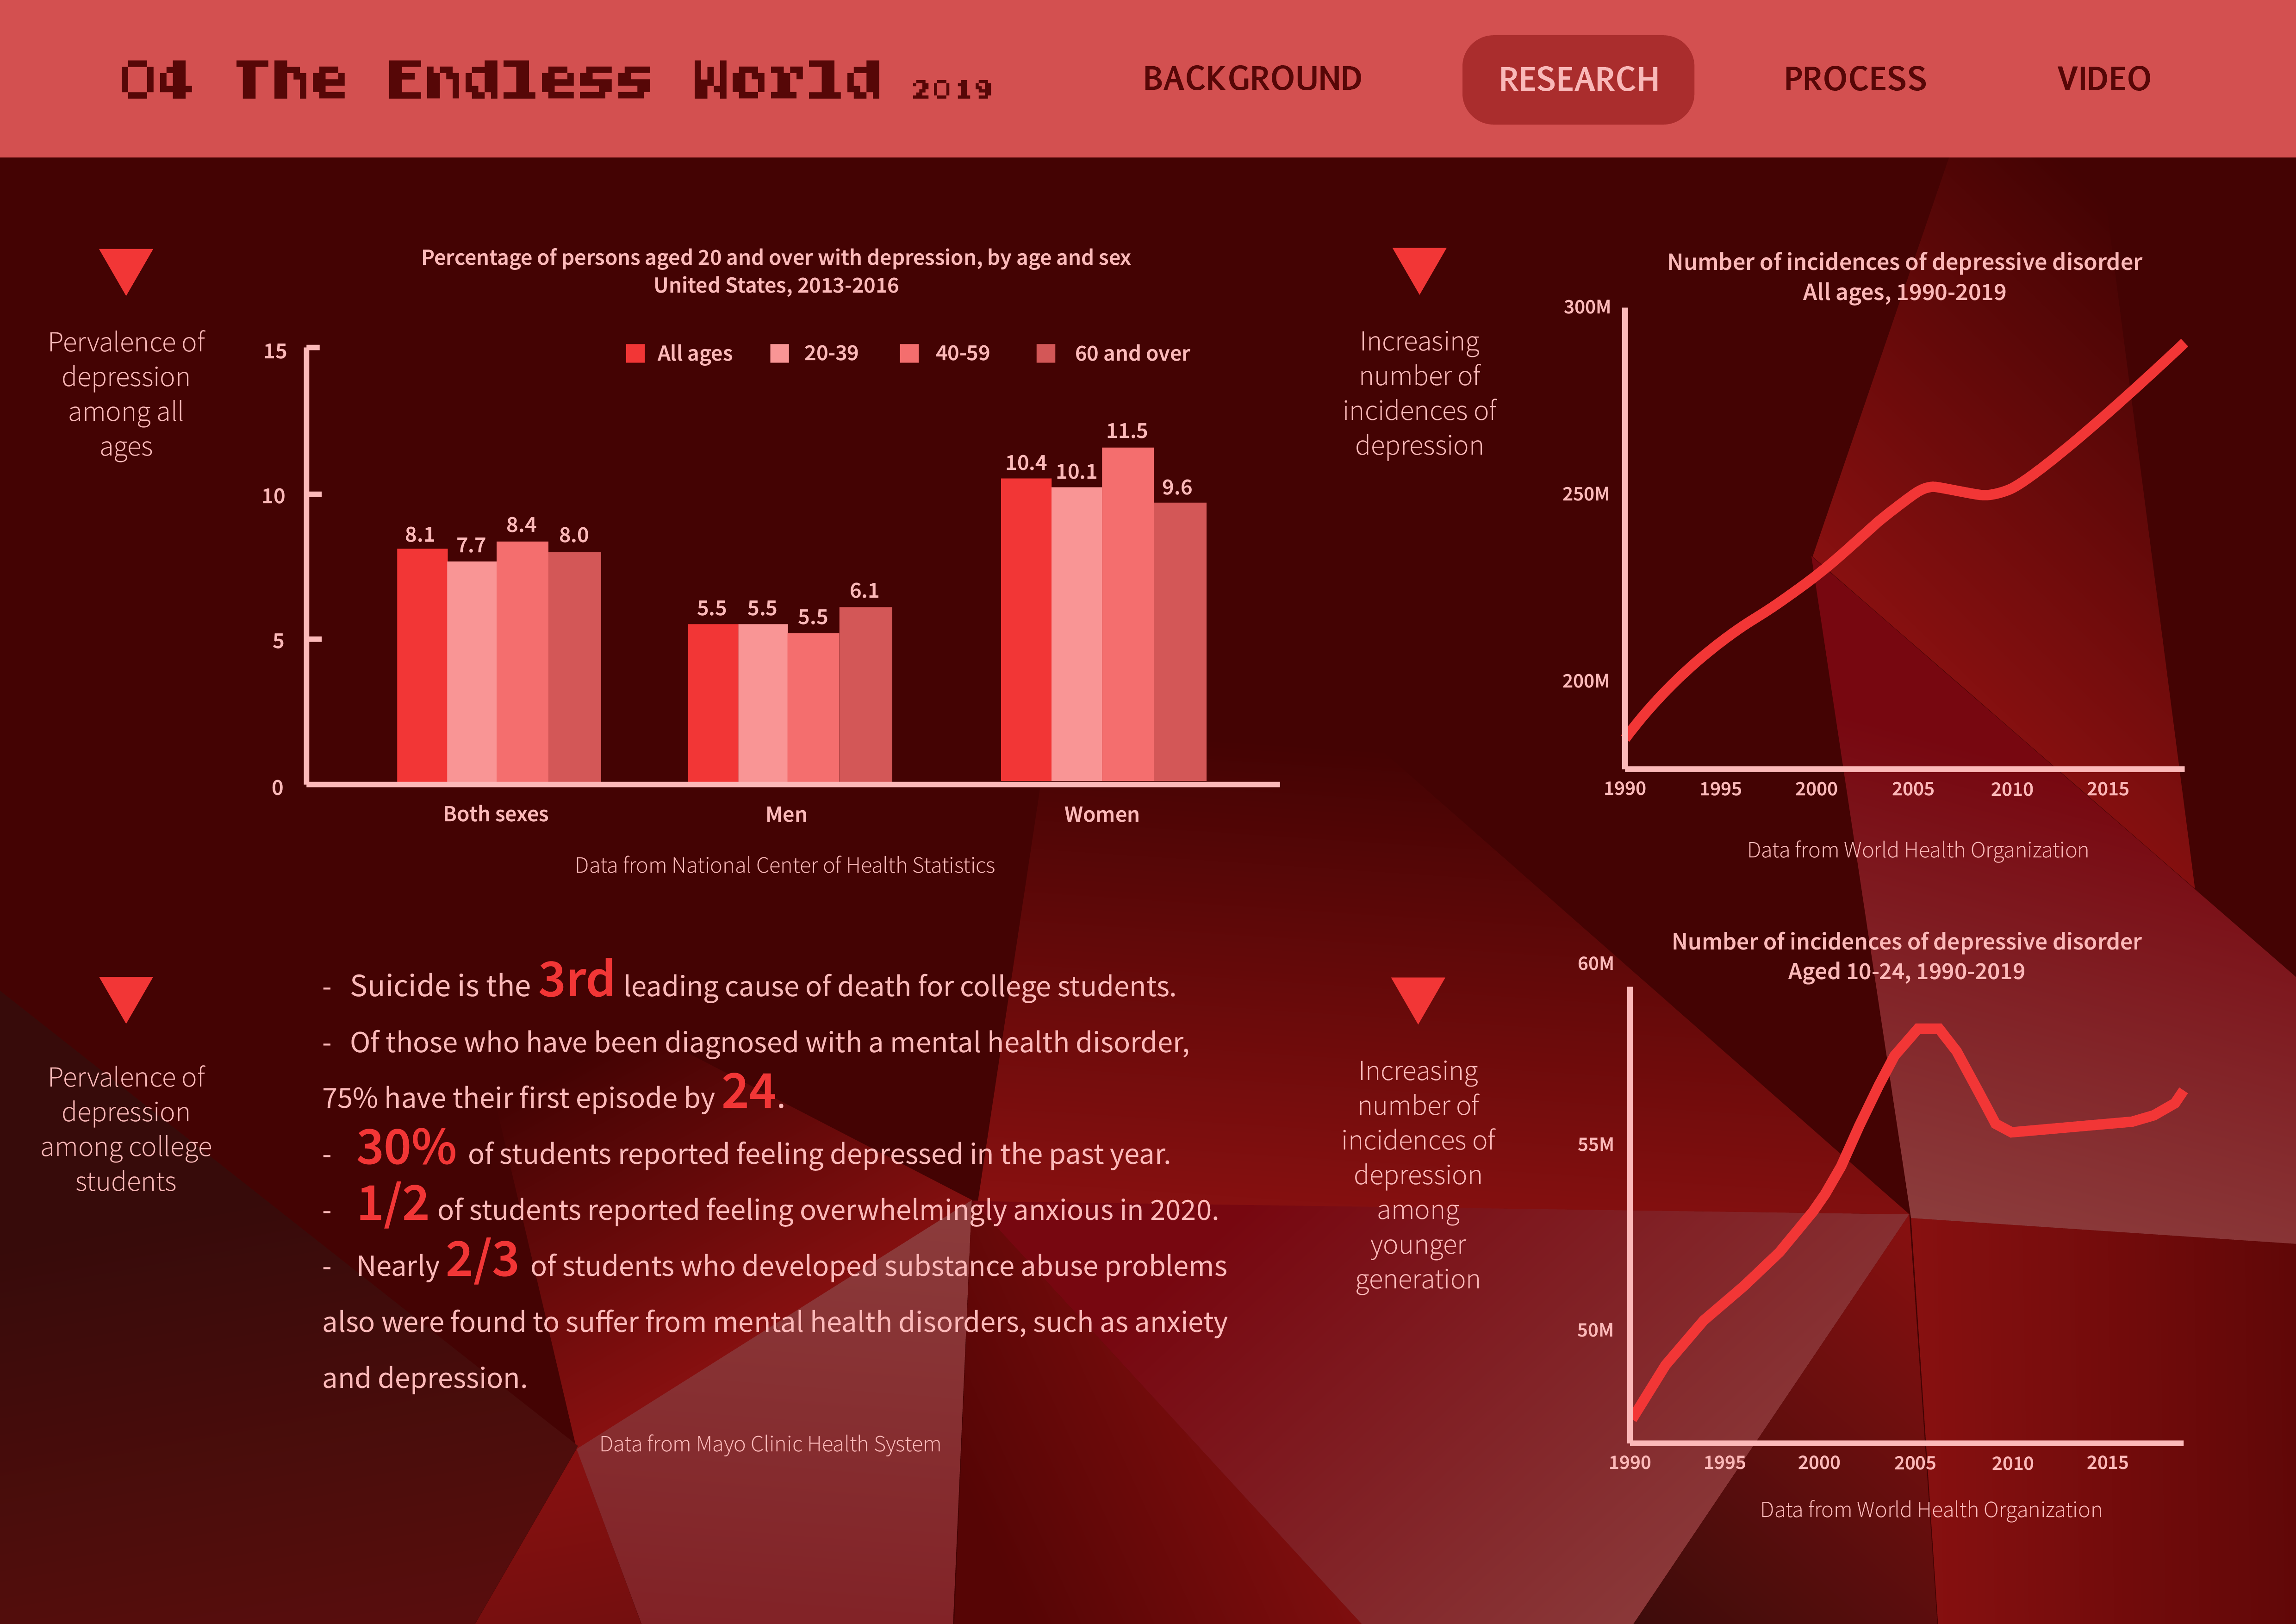 04 The Endless World 2019
BACKGROUND
RESEARCH
PROCESS
VIDEO
Pervalence of
depression
among all
ages
Percentage of persons aged 20 and over with depression, by age and sex
United States, 2013-2016
All ages
20-39
40-59
60 and over
15
10
5
0
8.1
7.7
8.4
8.0
5.5
5.5
5.5
6.1
10.4
10.1
11.5
9.6
Both sexes
Men
Women
Data from National Center of Health Statistics
Increasing
number of
incidences of
depression
Number of incidences of depressive disorder
All ages, 1990-2019
300M
250M
200M
1990
1995
2000
2005
2010
2015
Data from World Health Organization
Pervalence of
depression
among college
students
- Suicide is the 3rd leading cause of death for college students.
- Of those who have been diagnosed with a mental health disorder,
75% have their first episode by 24.
- 30% of students reported feeling depressed in the past year.
- 1/2 of students reported feeling overwhelmingly anxious in 2020.
- Nearly 2/3 of students who developed substance abuse problems
also were found to suffer from mental health disorders, such as anxiety
and depression.
Data from Mayo Clinic Health System
Increasing
number of
incidences of
depression
among
younger
generation
Number of incidences of depressive disorder
Aged 10-24, 1990-2019
60M
55M
50M
1990
1995
2000
2005
2010
2015
Data from World Health Organization